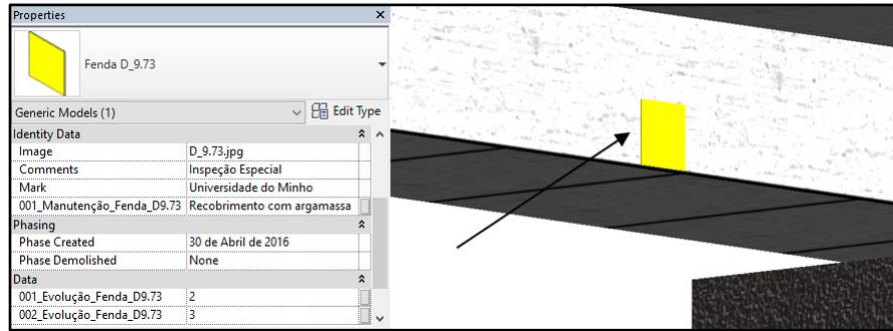 Properties
Fenda D_9.73
Generic Models (1) Edit Type
Identity Data
Image D_9.73.jpg
Comments Inspeção Especial
Mark Universidade do Minho
001_Manutenção_Fenda_D9.73 Recobrimento com argamassa
Phasing
Phase Created 30 de Abril de 2016
Phase Demolished None
Data
001_Evolução_Fenda_D9.73 2
002_Evolução_Fenda_D9.73 3